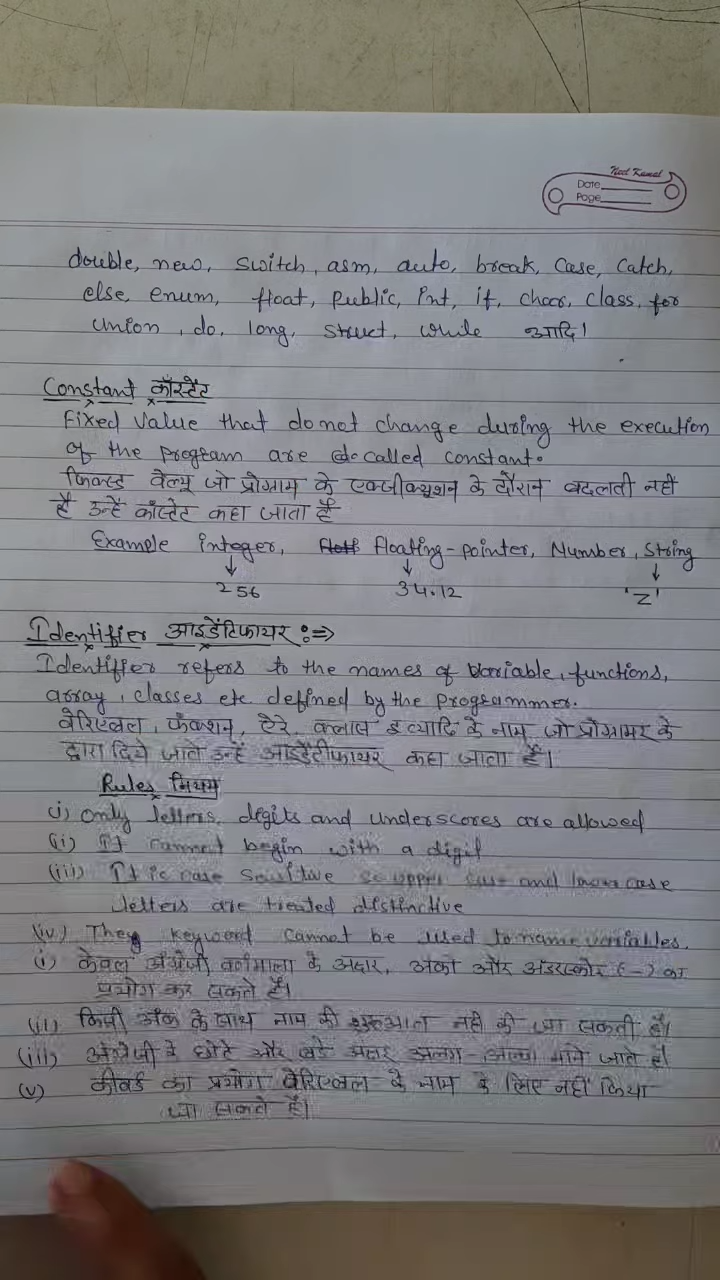 Neel Kamal
Date
Page
double, new, switch, asm, auto, break, case, catch,
else, enum, float, public, int, if, char, class, for
union, do, long, struct, while आदि।
Constant कॉंस्टेंट
Fixed value that do not change during the execution
of the program are called constant.
फिक्स्ड वेल्यू जो प्रोग्राम के एक्जीक्यूशन के दौरान बदलती नहीं
है उन्हें कॉंस्टेंट कहा जाता है
Example integer, floating-pointer, Number, String
↓ ↓ ↓
256 34.12 'Z'
Identifier आइडेंटिफायर :⇒
Identifier refers to the names of variable, functions,
array, classes etc defined by the programmer.
वेरिएबल, फंक्शन, ऐरे, क्लास इत्यादि के नाम जो प्रोग्रामर के
द्वारा दिये जाते उन्हें आइडेंटीफायर कहा जाता है।
Rules नियम
(i) Only letters, degits and underscores are allowed
(ii) It cannot begin with a digit
(iii) It is case sensitive so upper case and lower case
letters are treated distinctive
(iv) They keyword cannot be used to name variables.
(i) केवल अंग्रेजी वर्णमाला के अक्षर, अंको और अंडरस्कोर (-) का
प्रयोग कर सकते हैं।
(ii) किसी अंक के साथ नाम की शुरुआत नही की जा सकती है।
(iii) अंग्रेजी के छोटे और बडे अक्षर अलग-अलग माने जाते है
(v) कीवर्ड का प्रयोग वेरिएबल के नाम के लिए नहीं किया
जा सकते है।